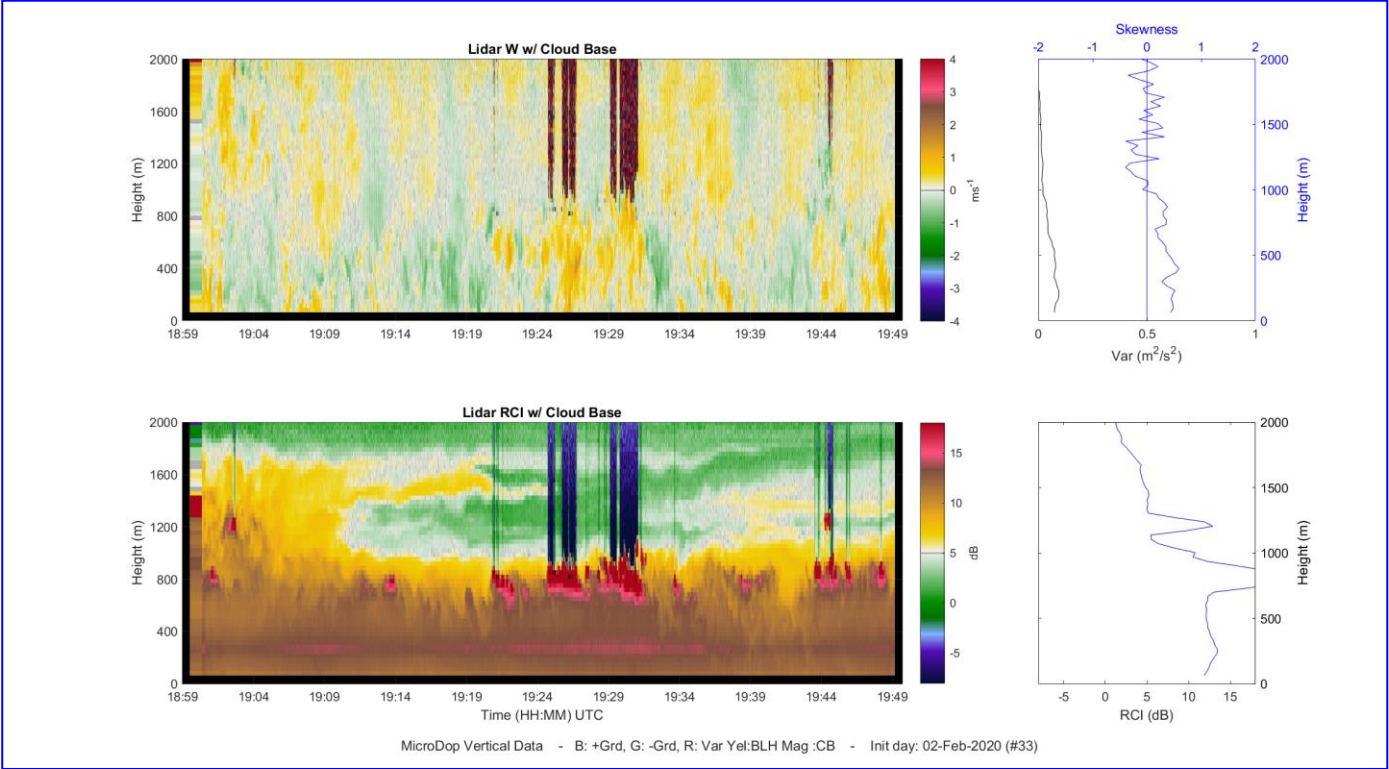 Lidar W w/ Cloud Base
2000
1600
1200
800
400
0
Height (m)
18:59 19:04 19:09 19:14 19:19 19:24 19:29 19:34 19:39 19:44 19:49
4
3
2
1
0
-1
-2
-3
-4
ms-1
Skewness
-2 -1 0 1 2
2000
1500
1000
500
0
Height (m)
0 0.5 1
Var (m2/s2)
Lidar RCI w/ Cloud Base
2000
1600
1200
800
400
0
Height (m)
18:59 19:04 19:09 19:14 19:19 19:24 19:29 19:34 19:39 19:44 19:49
Time (HH:MM) UTC
15
10
5
0
-5
dB
2000
1500
1000
500
0
Height (m)
-5 0 5 10 15
RCI (dB)
MicroDop Vertical Data - B: +Grd, G: -Grd, R: Var Yel:BLH Mag :CB - Init day: 02-Feb-2020 (#33)